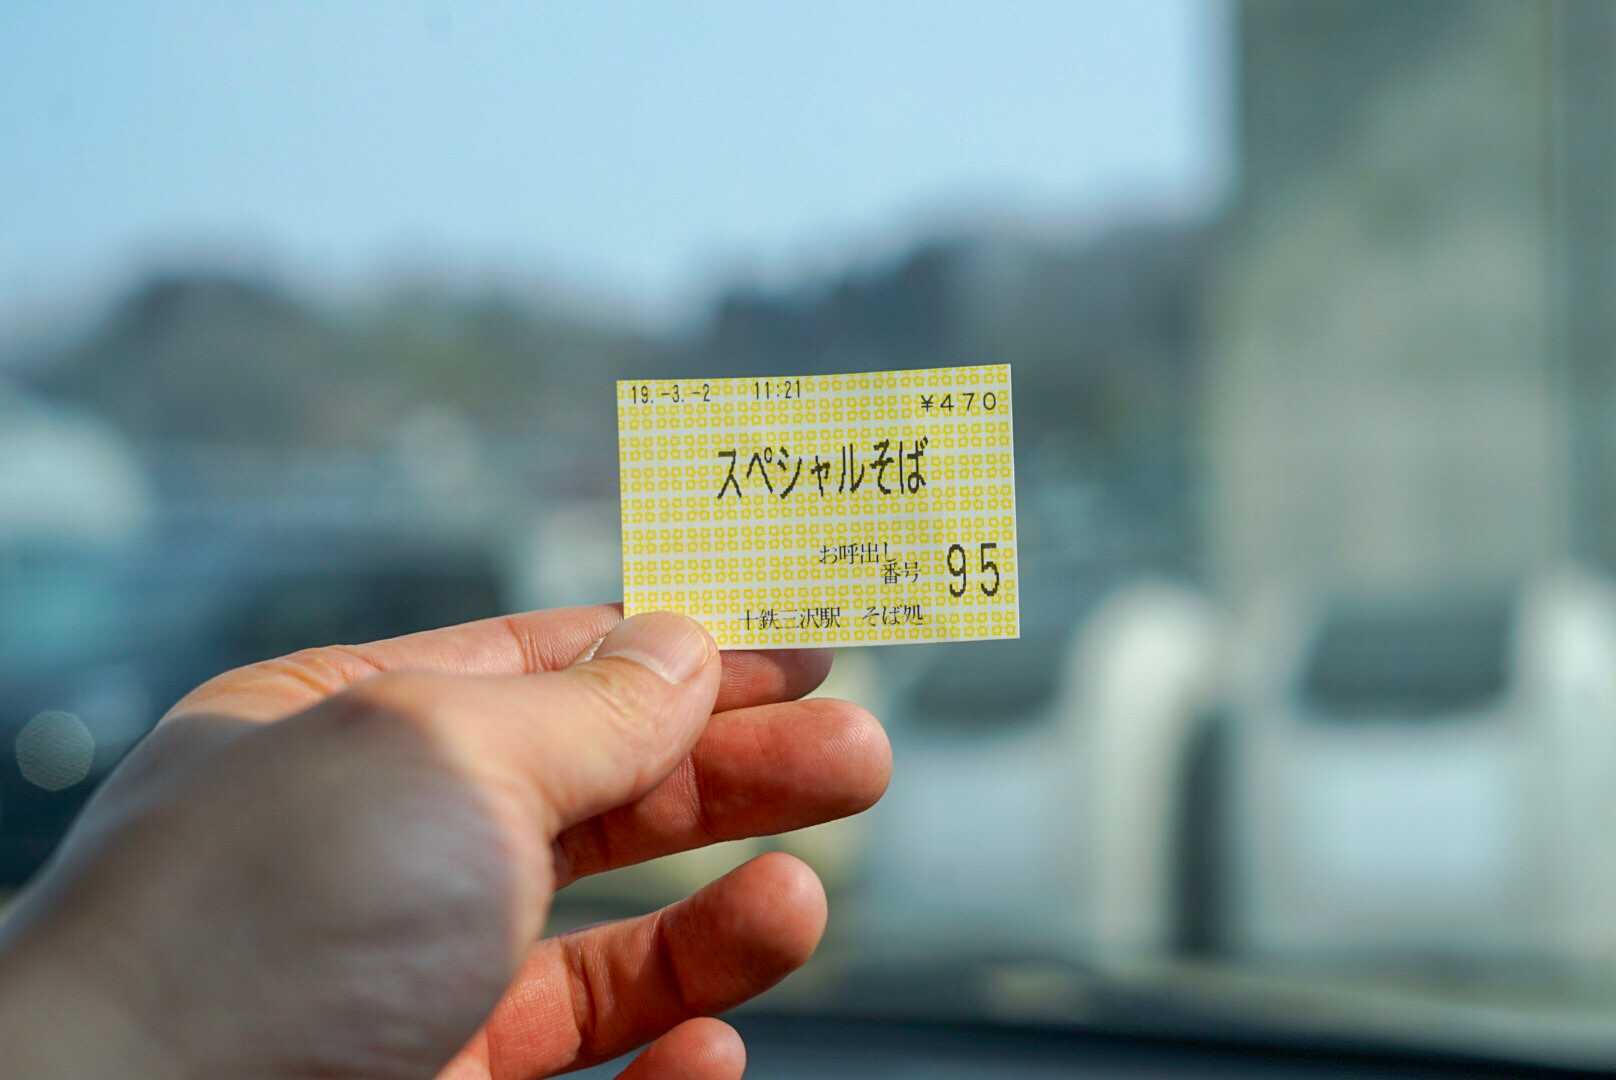 19.-3.-2 11:21
¥470
スペシャルそば
お呼出し
番号 95
十鉄三沢駅 そば処